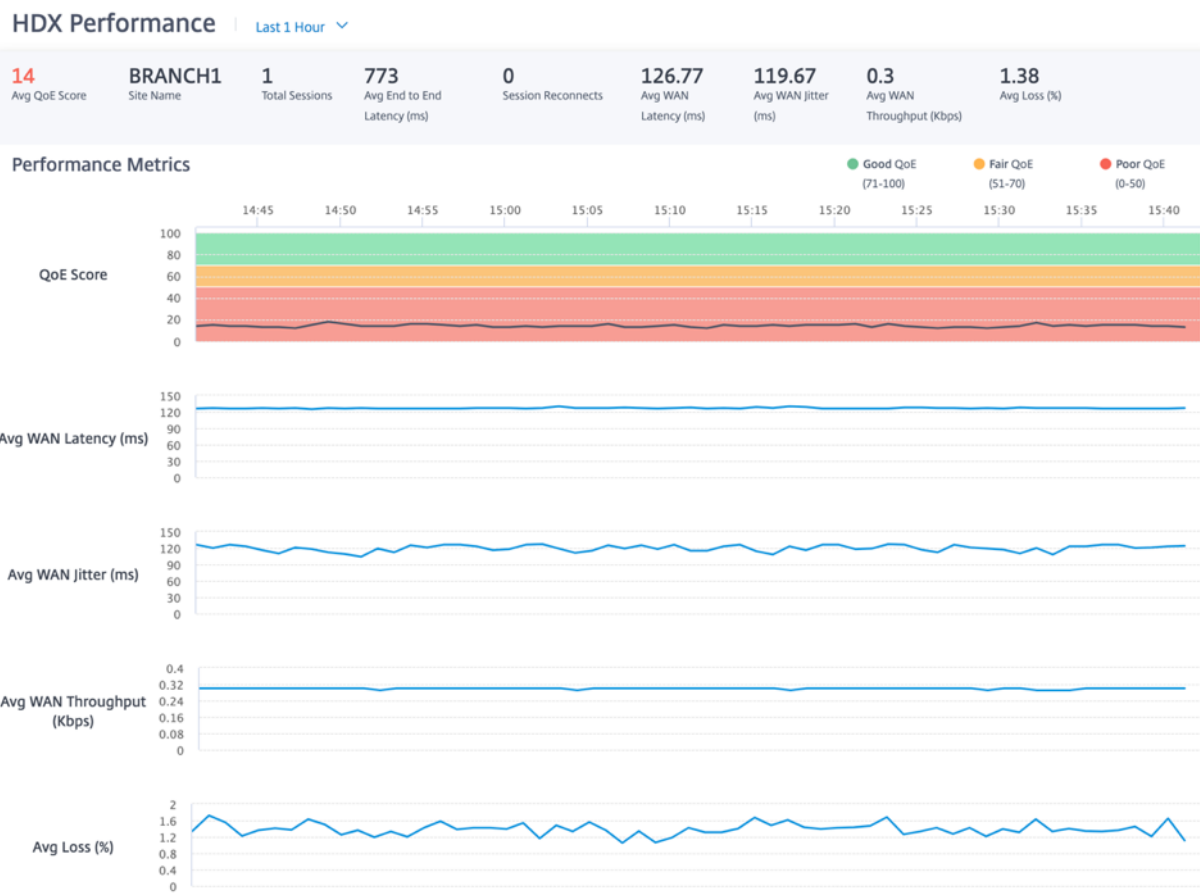 HDX Performance
Last 1 Hour
14 BRANCH1 1 773 0 126.77 119.67 0.3 1.38
Avg QoE Score Site Name Total Sessions Avg End to End Session Reconnects Avg WAN Avg WAN Jitter Avg WAN Avg Loss (%)
Latency (ms) Latency (ms) (ms) Throughput (Kbps)
Performance Metrics
Good QoE Fair QoE Poor QoE
(71-100) (51-70) (0-50)
14:45 14:50 14:55 15:00 15:05 15:10 15:15 15:20 15:25 15:30 15:35 15:40
QoE Score
100
80
60
40
20
0
Avg WAN Latency (ms)
150
120
90
60
30
0
Avg WAN Jitter (ms)
150
120
90
60
30
0
Avg WAN Throughput
(Kbps)
0.4
0.32
0.24
0.16
0.08
0
Avg Loss (%)
2
1.6
1.2
0.8
0.4
0